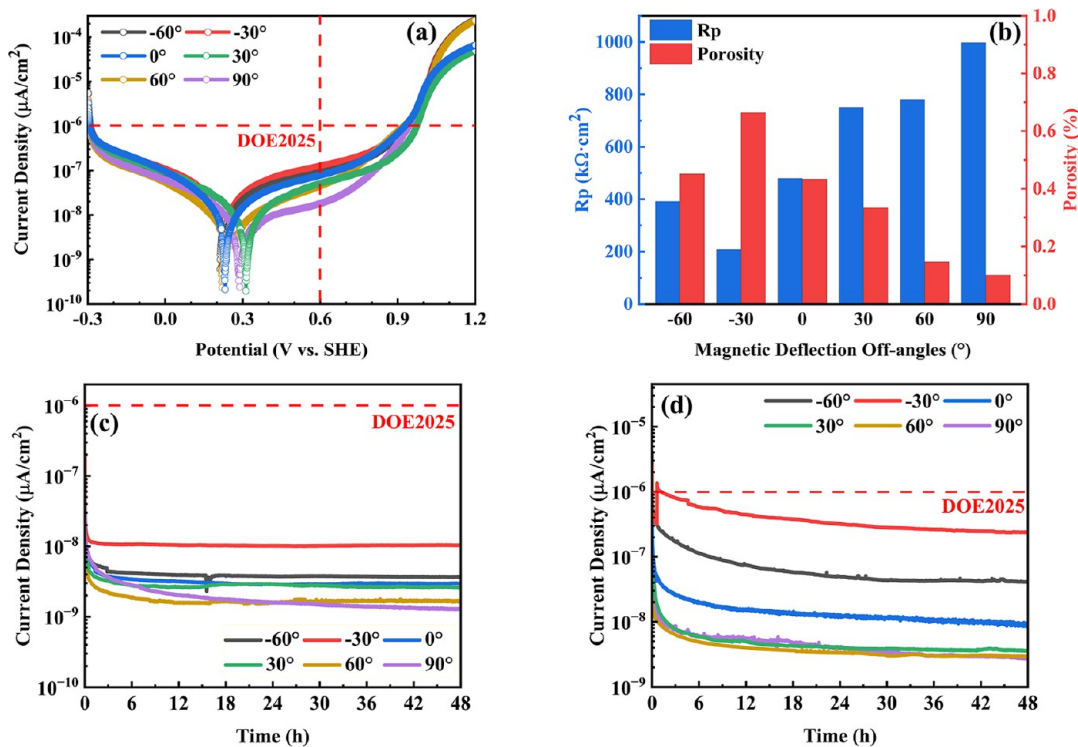 (a)
-60° -30°
0° 30°
60° 90°
DOE2025
Current Density (μA/cm²)
10⁻⁴
10⁻⁵
10⁻⁶
10⁻⁷
10⁻⁸
10⁻⁹
10⁻¹⁰
-0.3 0.0 0.3 0.6 0.9 1.2
Potential (V vs. SHE)
(b)
Rp
Porosity
Rp (kΩ·cm²)
1000
800
600
400
200
0
Porosity (%)
1.0
0.8
0.6
0.4
0.2
0.0
-60 -30 0 30 60 90
Magnetic Deflection Off-angles (°)
(c)
DOE2025
Current Density (μA/cm²)
10⁻⁶
10⁻⁷
10⁻⁸
10⁻⁹
10⁻¹⁰
-60° -30° 0°
30° 60° 90°
0 6 12 18 24 30 36 42 48
Time (h)
(d)
-60° -30° 0°
30° 60° 90°
DOE2025
Current Density (μA/cm²)
10⁻⁵
10⁻⁶
10⁻⁷
10⁻⁸
10⁻⁹
0 6 12 18 24 30 36 42 48
Time (h)